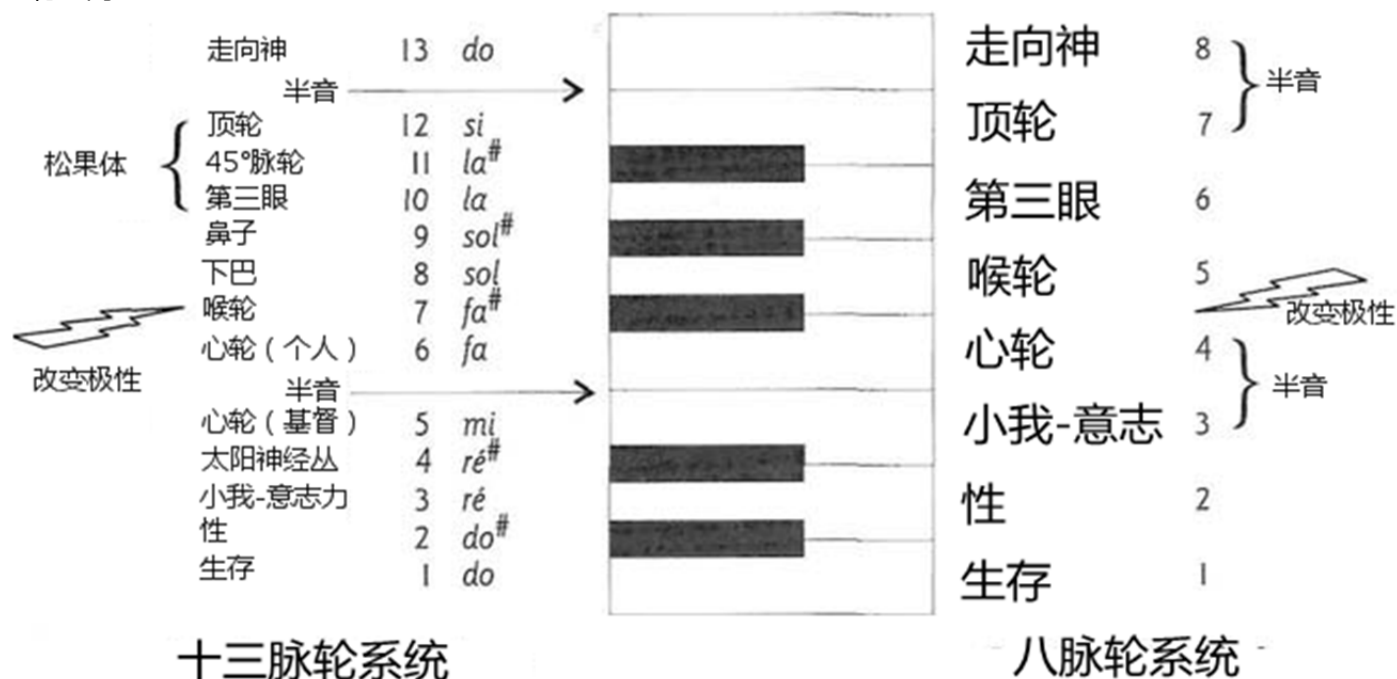 走向神 13 do
半音
顶轮 12 si
松果体
45°脉轮 11 la#
第三眼 10 la
鼻子 9 sol#
下巴 8 sol
喉轮 7 fa#
心轮(个人) 6 fa
改变极性
半音
心轮(基督) 5 mi
太阳神经丛 4 ré#
小我-意志力 3 ré
性 2 do#
生存 1 do
十三脉轮系统
走向神 8
半音
顶轮 7
第三眼 6
喉轮 5
改变极性
心轮 4
半音
小我-意志 3
性 2
生存 1
八脉轮系统